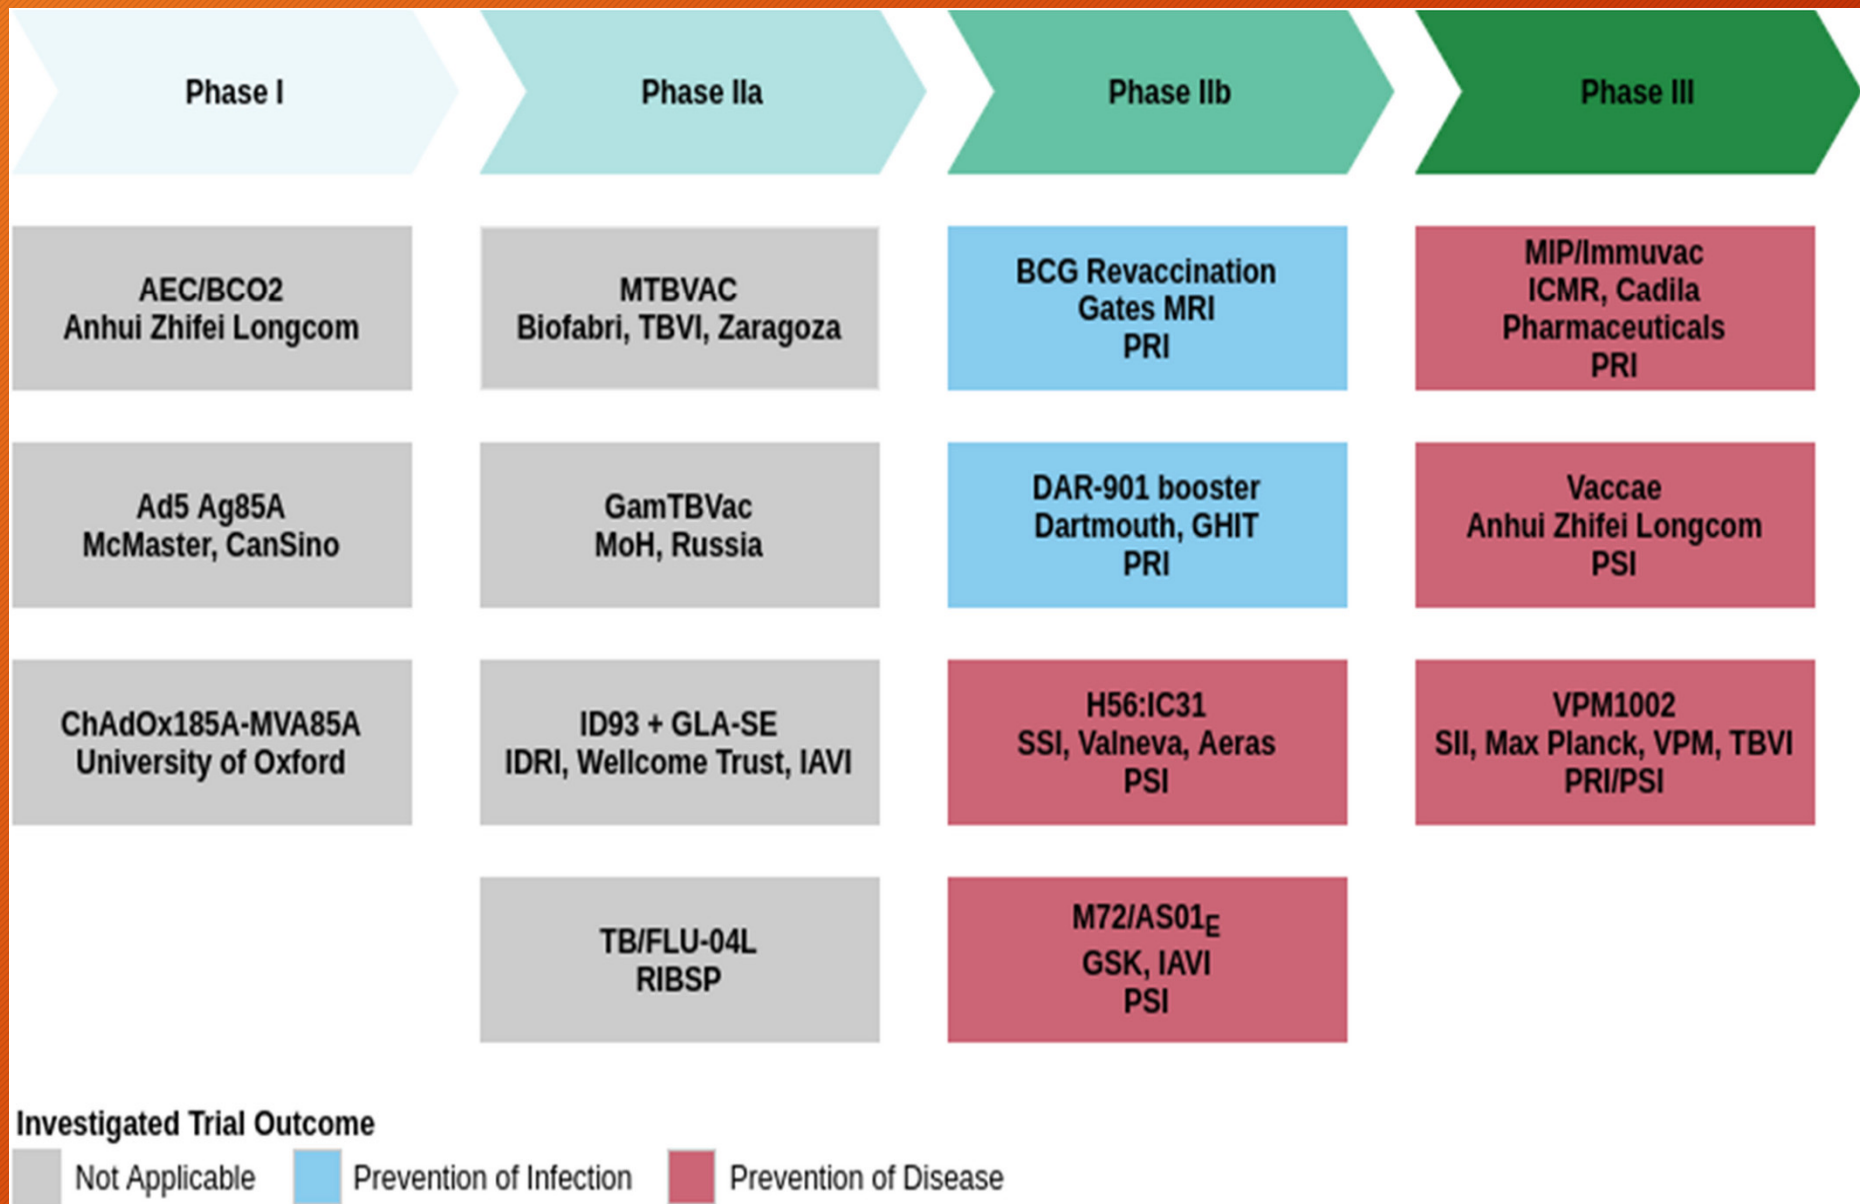 Phase I
Phase IIa
Phase IIb
Phase III
AEC/BCO2
Anhui Zhifei Longcom
MTBVAC
Biofabri, TBVI, Zaragoza
BCG Revaccination
Gates MRI
PRI
MIP/Immuvac
ICMR, Cadila
Pharmaceuticals
PRI
Ad5 Ag85A
McMaster, CanSino
GamTBVac
MoH, Russia
DAR-901 booster
Dartmouth, GHIT
PRI
Vaccae
Anhui Zhifei Longcom
PSI
ChAdOx185A-MVA85A
University of Oxford
ID93 + GLA-SE
IDRI, Wellcome Trust, IAVI
H56:IC31
SSI, Valneva, Aeras
PSI
VPM1002
SII, Max Planck, VPM, TBVI
PRI/PSI
TB/FLU-04L
RIBSP
M72/AS01E
GSK, IAVI
PSI
Investigated Trial Outcome
Not Applicable
Prevention of Infection
Prevention of Disease